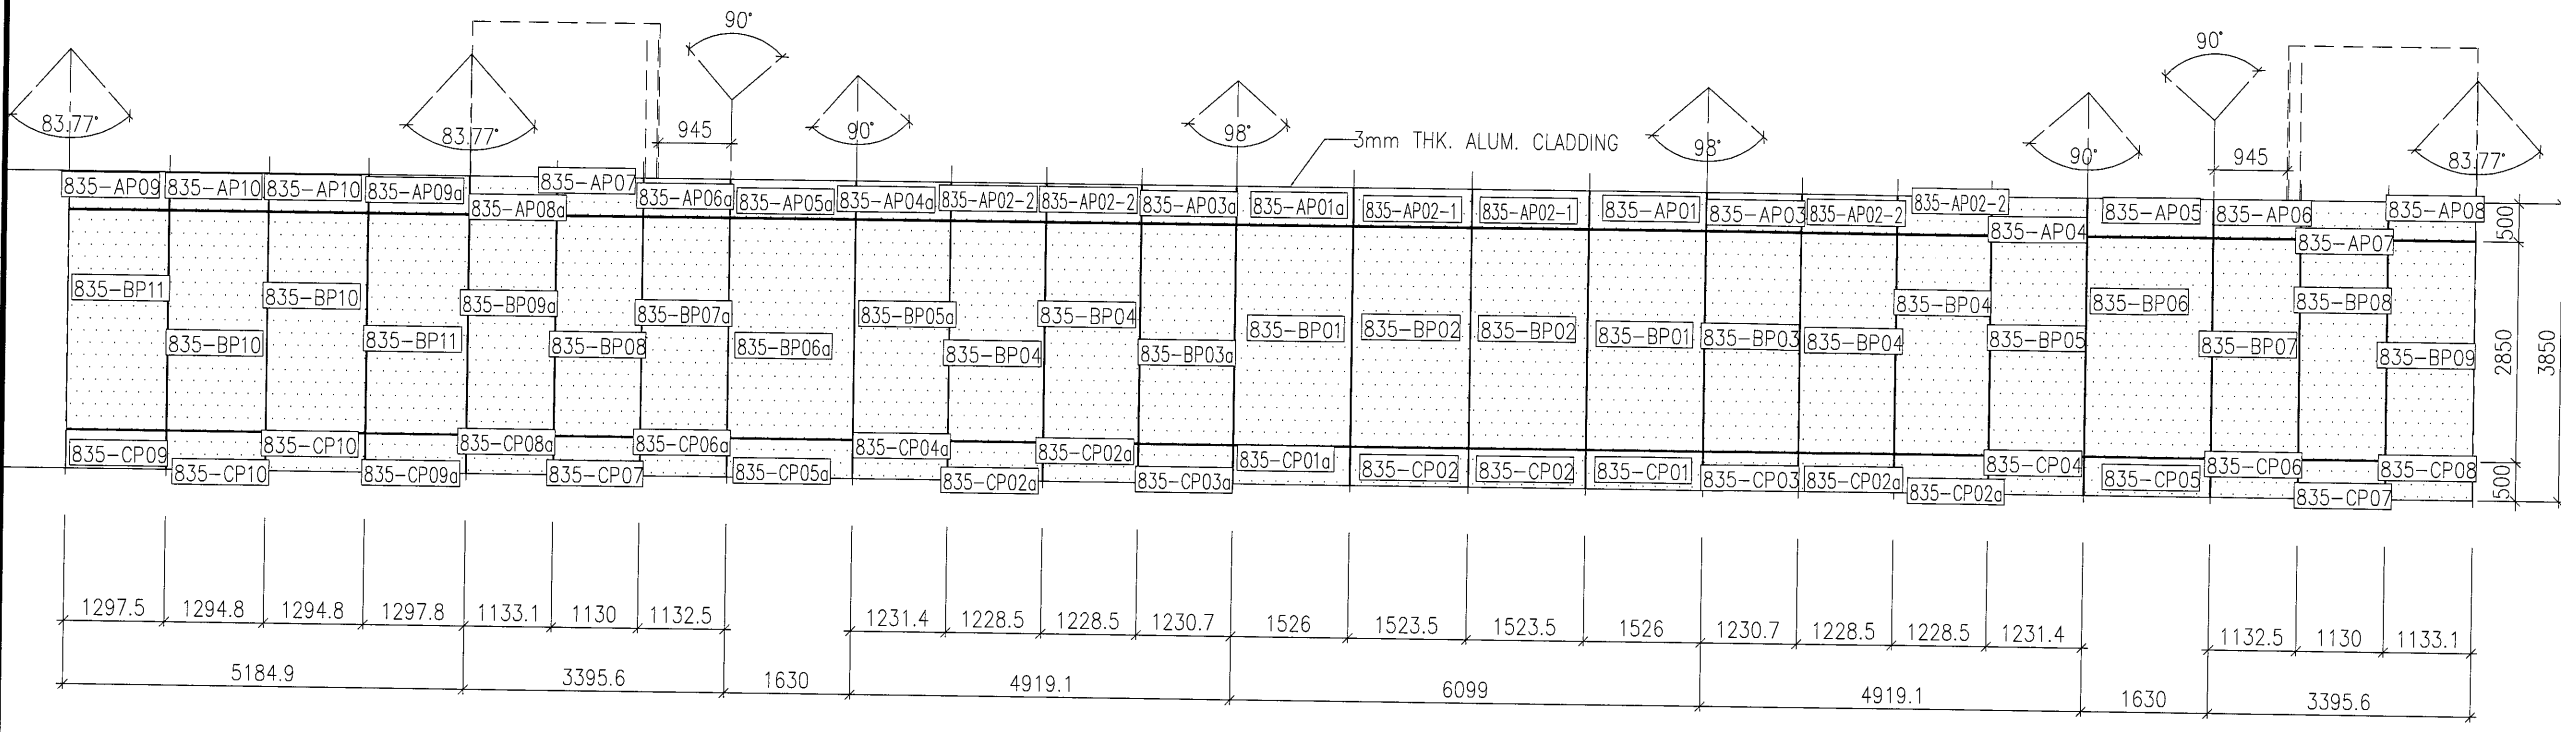 90°
90°
83.77°
83.77°
945
90°
98°
3mm THK. ALUM. CLADDING
98°
90°
945
83.77°
835-AP09 835-AP10 835-AP10 835-AP09a 835-AP08a 835-AP07 835-AP06a 835-AP05a 835-AP04a 835-AP02-2 835-AP02-2 835-AP03a 835-AP01a 835-AP02-1 835-AP02-1 835-AP01 835-AP03 835-AP02-2 835-AP02-2 835-AP04 835-AP05 835-AP06 835-AP07 835-AP08 500
835-BP11 835-BP10 835-BP10 835-BP11 835-BP09a 835-BP08 835-BP07a 835-BP06a 835-BP05a 835-BP04 835-BP04 835-BP03a 835-BP01 835-BP02 835-BP02 835-BP01 835-BP03 835-BP04 835-BP04 835-BP05 835-BP06 835-BP07 835-BP08 835-BP09 2850 3850
835-CP09 835-CP10 835-CP10 835-CP09a 835-CP08a 835-CP07 835-CP06a 835-CP05a 835-CP04a 835-CP02a 835-CP02a 835-CP03a 835-CP01a 835-CP02 835-CP02 835-CP01 835-CP03 835-CP02a 835-CP02a 835-CP04 835-CP05 835-CP06 835-CP07 835-CP08 500
1297.5 1294.8 1294.8 1297.8 1133.1 1130 1132.5 1231.4 1228.5 1228.5 1230.7 1526 1523.5 1523.5 1526 1230.7 1228.5 1228.5 1231.4 1132.5 1130 1133.1
5184.9 3395.6 1630 4919.1 6099 4919.1 1630 3395.6